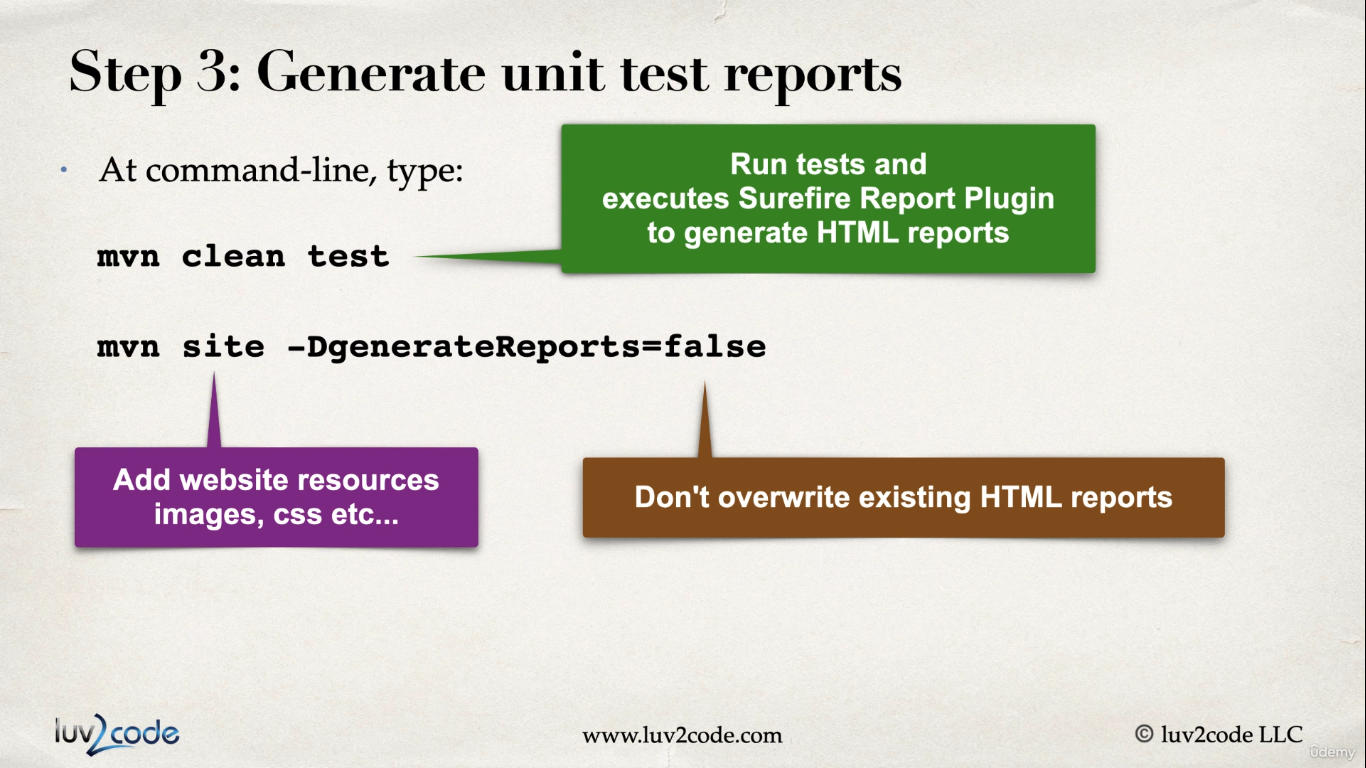 Step 3: Generate unit test reports
• At command-line, type:
Run tests and
executes Surefire Report Plugin
to generate HTML reports
mvn clean test
mvn site -DgenerateReports=false
Add website resources
images, css etc...
Don't overwrite existing HTML reports
luv2code
www.luv2code.com
© luv2code LLC
ûdemy